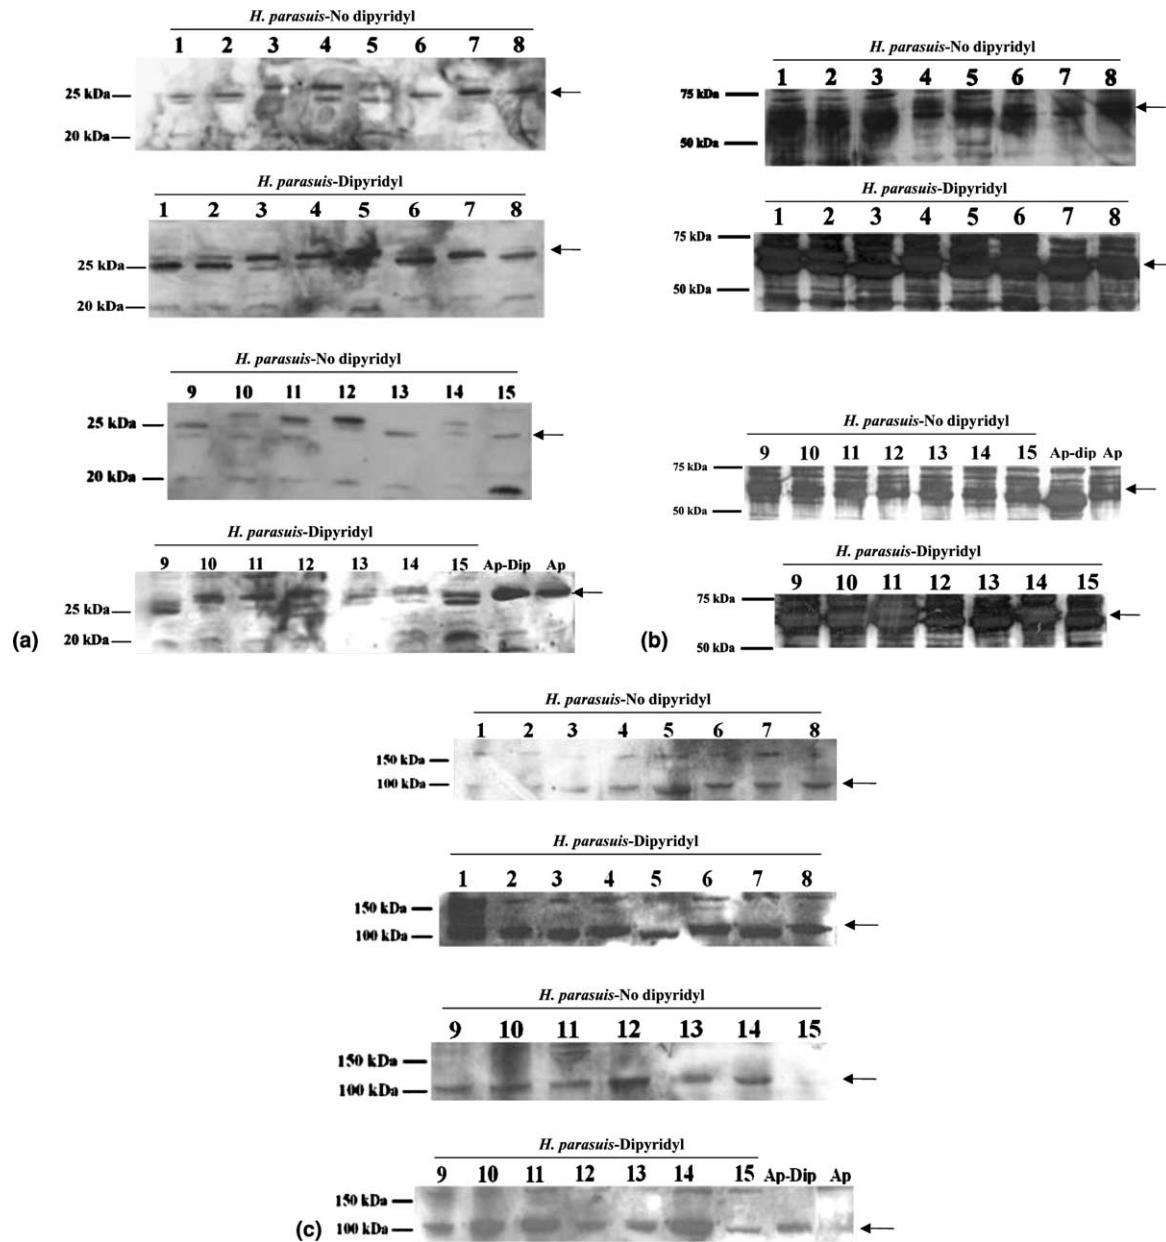 H. parasuis-No dipyridyl
1 2 3 4 5 6 7 8
25 kDa
20 kDa
H. parasuis-Dipyridyl
1 2 3 4 5 6 7 8
25 kDa
20 kDa
H. parasuis-No dipyridyl
9 10 11 12 13 14 15
25 kDa
20 kDa
H. parasuis-Dipyridyl
9 10 11 12 13 14 15 Ap-Dip Ap
25 kDa
20 kDa
(a)
H. parasuis-No dipyridyl
1 2 3 4 5 6 7 8
75 kDa
50 kDa
H. parasuis-Dipyridyl
1 2 3 4 5 6 7 8
75 kDa
50 kDa
H. parasuis-No dipyridyl
9 10 11 12 13 14 15 Ap-dip Ap
75 kDa
50 kDa
H. parasuis-Dipyridyl
9 10 11 12 13 14 15
75 kDa
50 kDa
(b)
H. parasuis-No dipyridyl
1 2 3 4 5 6 7 8
150 kDa
100 kDa
H. parasuis-Dipyridyl
1 2 3 4 5 6 7 8
150 kDa
100 kDa
H. parasuis-No dipyridyl
9 10 11 12 13 14 15
150 kDa
100 kDa
H. parasuis-Dipyridyl
9 10 11 12 13 14 15 Ap-Dip Ap
150 kDa
100 kDa
(c)